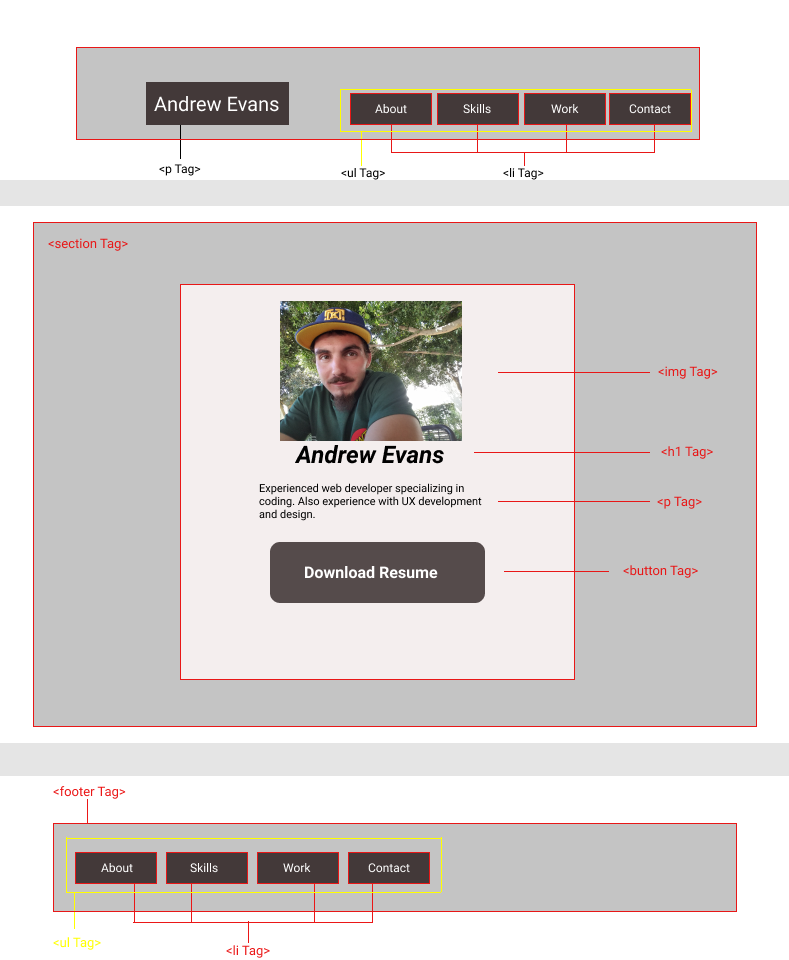 Andrew Evans
About
Skills
Work
Contact
<p Tag>
<ul Tag>
<li Tag>
<section Tag>
<img Tag>
Andrew Evans
<h1 Tag>
Experienced web developer specializing in
coding. Also experience with UX development
and design.
<p Tag>
Download Resume
<button Tag>
<footer Tag>
About
Skills
Work
Contact
<ul Tag>
<li Tag>